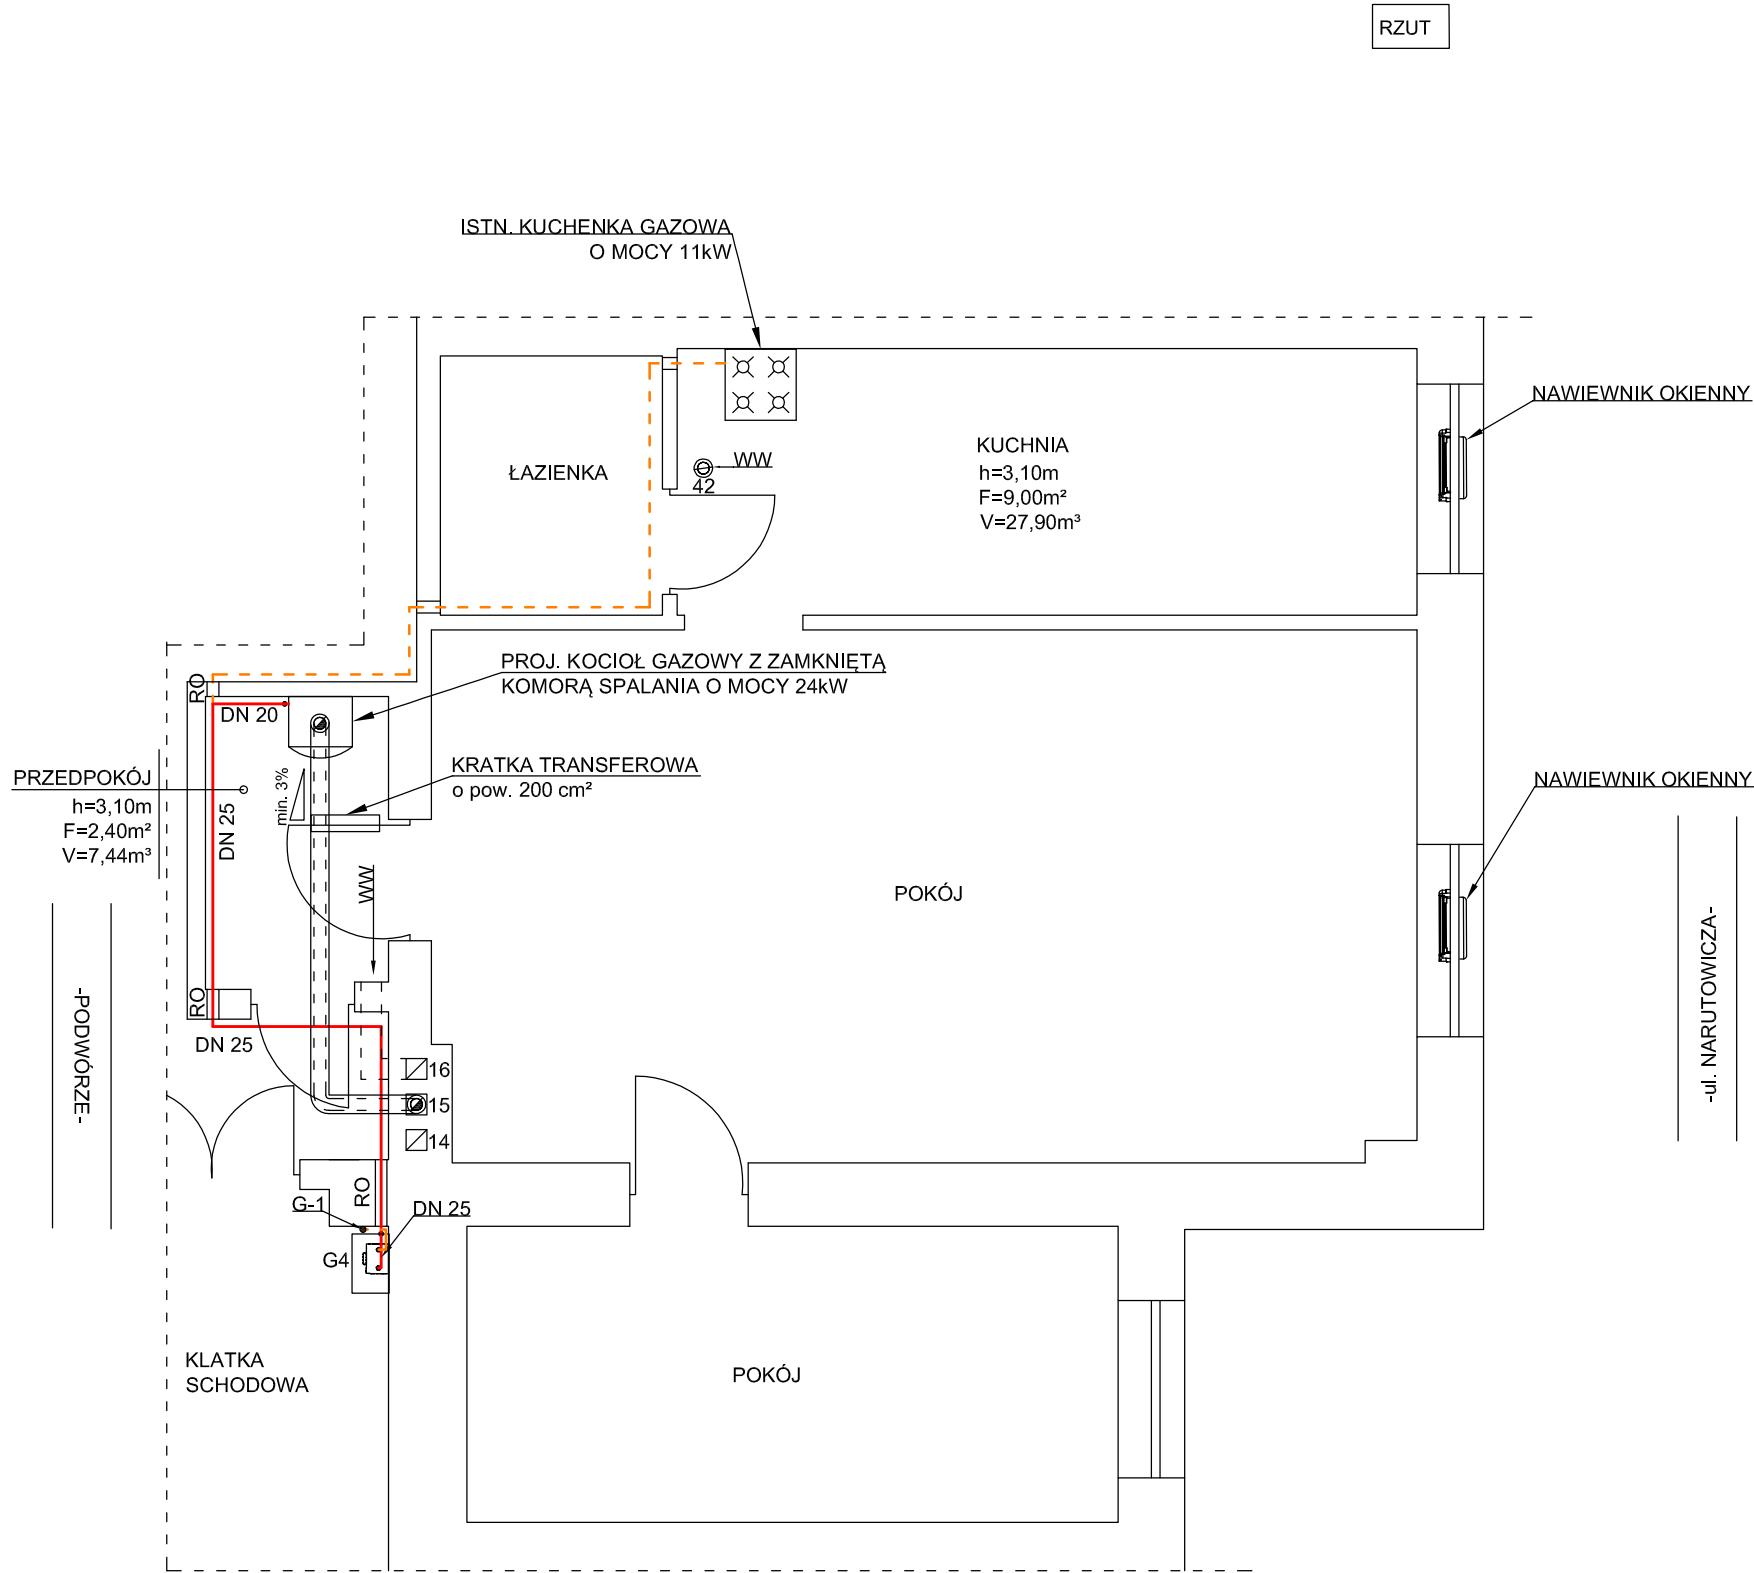 RZUT
ISTN. KUCHENKA GAZOWA
O MOCY 11kW
NAWIEWNIK OKIENNY
KUCHNIA
h=3,10m
F=9,00m²
V=27,90m³
WW
42
ŁAZIENKA
PROJ. KOCIOŁ GAZOWY Z ZAMKNIĘTĄ
KOMORĄ SPALANIA O MOCY 24kW
RO
DN 20
KRATKA TRANSFEROWA
o pow. 200 cm²
min. 3%
PRZEDPOKÓJ
h=3,10m
F=2,40m²
V=7,44m³
DN 25
NAWIEWNIK OKIENNY
WW
POKÓJ
-ul. NARUTOWICZA-
-PODWÓRZE-
RO
DN 25
16
15
14
RO
G-1
DN 25
G4
KLATKA
SCHODOWA
POKÓJ